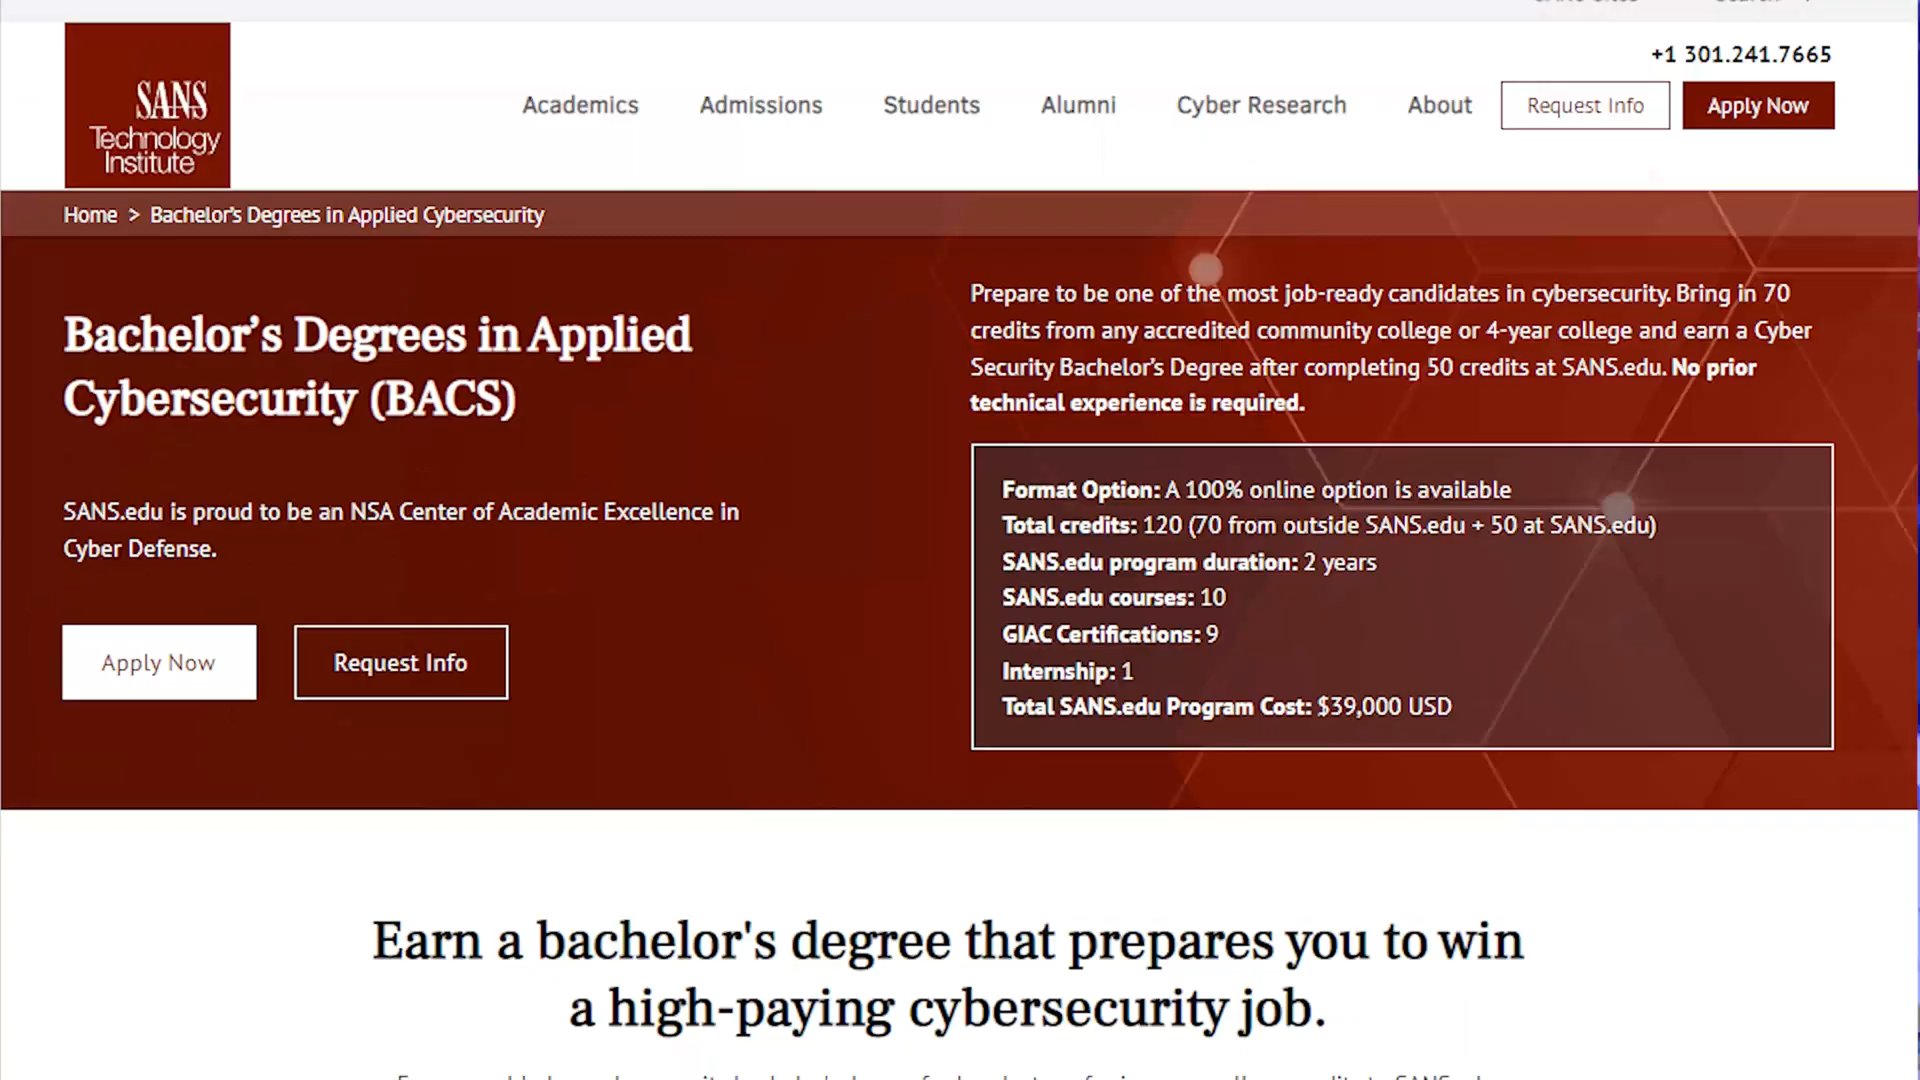 +1 301.241.7665
SANS
Technology
Institute
Academics Admissions Students Alumni Cyber Research About Request Info Apply Now
Home > Bachelor's Degrees in Applied Cybersecurity
Bachelor's Degrees in Applied
Cybersecurity (BACS)
SANS.edu is proud to be an NSA Center of Academic Excellence in
Cyber Defense.
Apply Now Request Info
Prepare to be one of the most job-ready candidates in cybersecurity. Bring in 70
credits from any accredited community college or 4-year college and earn a Cyber
Security Bachelor's Degree after completing 50 credits at SANS.edu. No prior
technical experience is required.
Format Option: A 100% online option is available
Total credits: 120 (70 from outside SANS.edu + 50 at SANS.edu)
SANS.edu program duration: 2 years
SANS.edu courses: 10
GIAC Certifications: 9
Internship: 1
Total SANS.edu Program Cost: $39,000 USD
Earn a bachelor's degree that prepares you to win
a high-paying cybersecurity job.